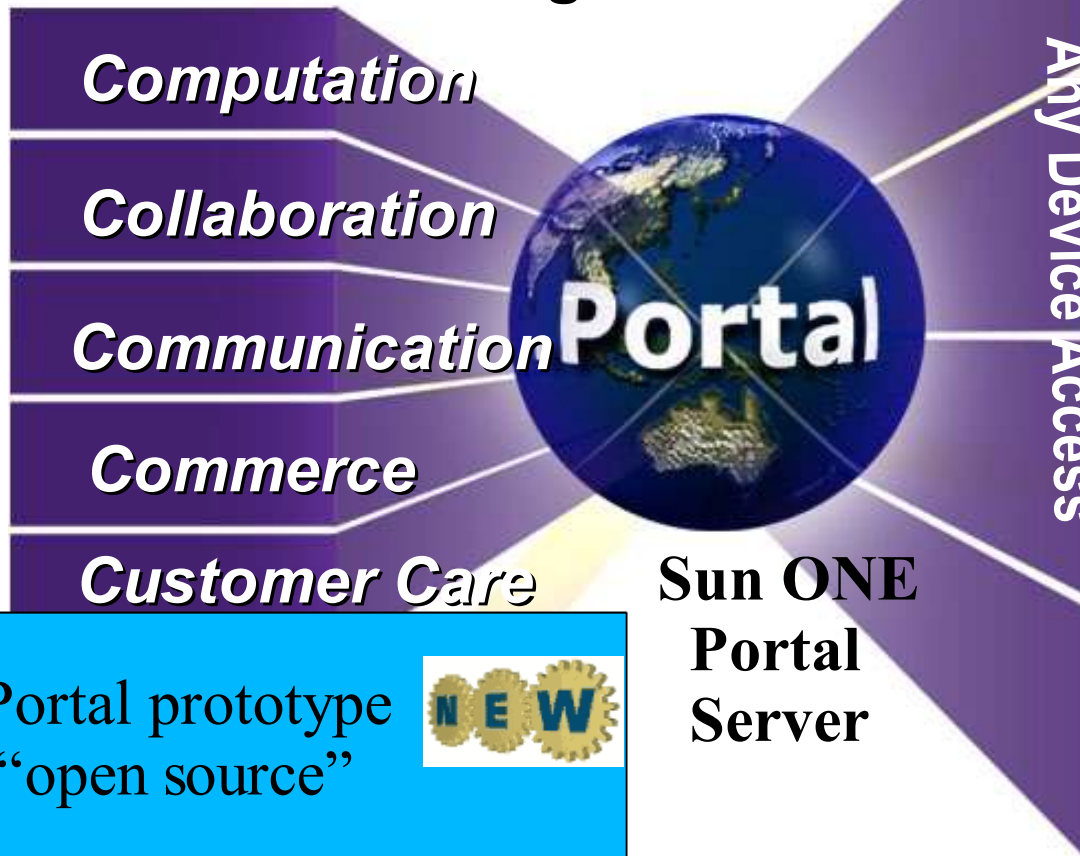 Computation
Collaboration
Communication
Commerce
Customer Care
Portal
Any Device Access
Sun ONE
Portal
Server
Portal prototype
“open source”
NEW